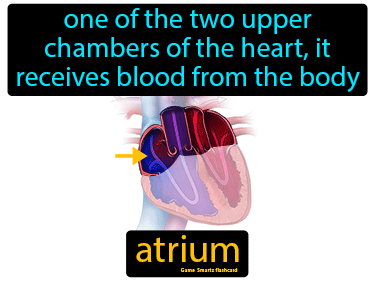 one of the two upper
chambers of the heart, it
receives blood from the body
atrium
Game Smartz flashcard